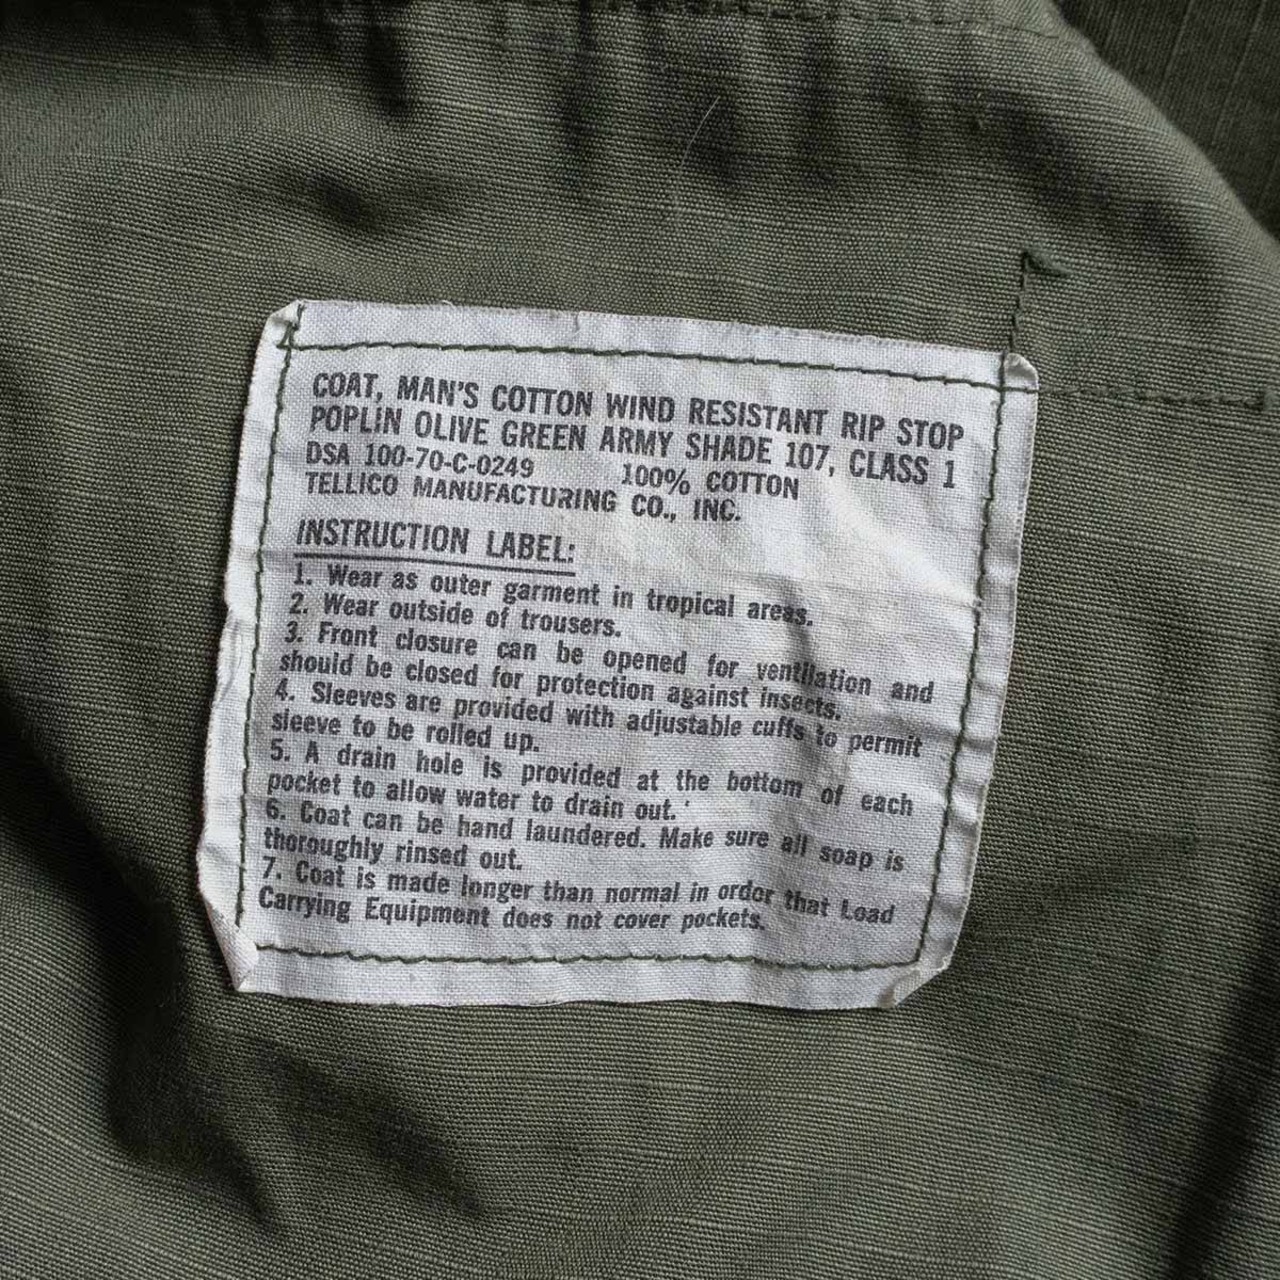 COAT, MAN'S COTTON WIND RESISTANT RIP STOP
POPLIN OLIVE GREEN ARMY SHADE 107, CLASS 1
DSA 100-70-C-0249 100% COTTON
TELLICO MANUFACTURING CO., INC.
INSTRUCTION LABEL:
1. Wear as outer garment in tropical areas.
2. Wear outside of trousers.
3. Front closure can be opened for ventilation and
should be closed for protection against insects.
4. Sleeves are provided with adjustable cuffs to permit
sleeve to be rolled up.
5. A drain hole is provided at the bottom of each
pocket to allow water to drain out.
6. Coat can be hand laundered. Make sure all soap is
thoroughly rinsed out.
7. Coat is made longer than normal in order that Load
Carrying Equipment does not cover pockets.